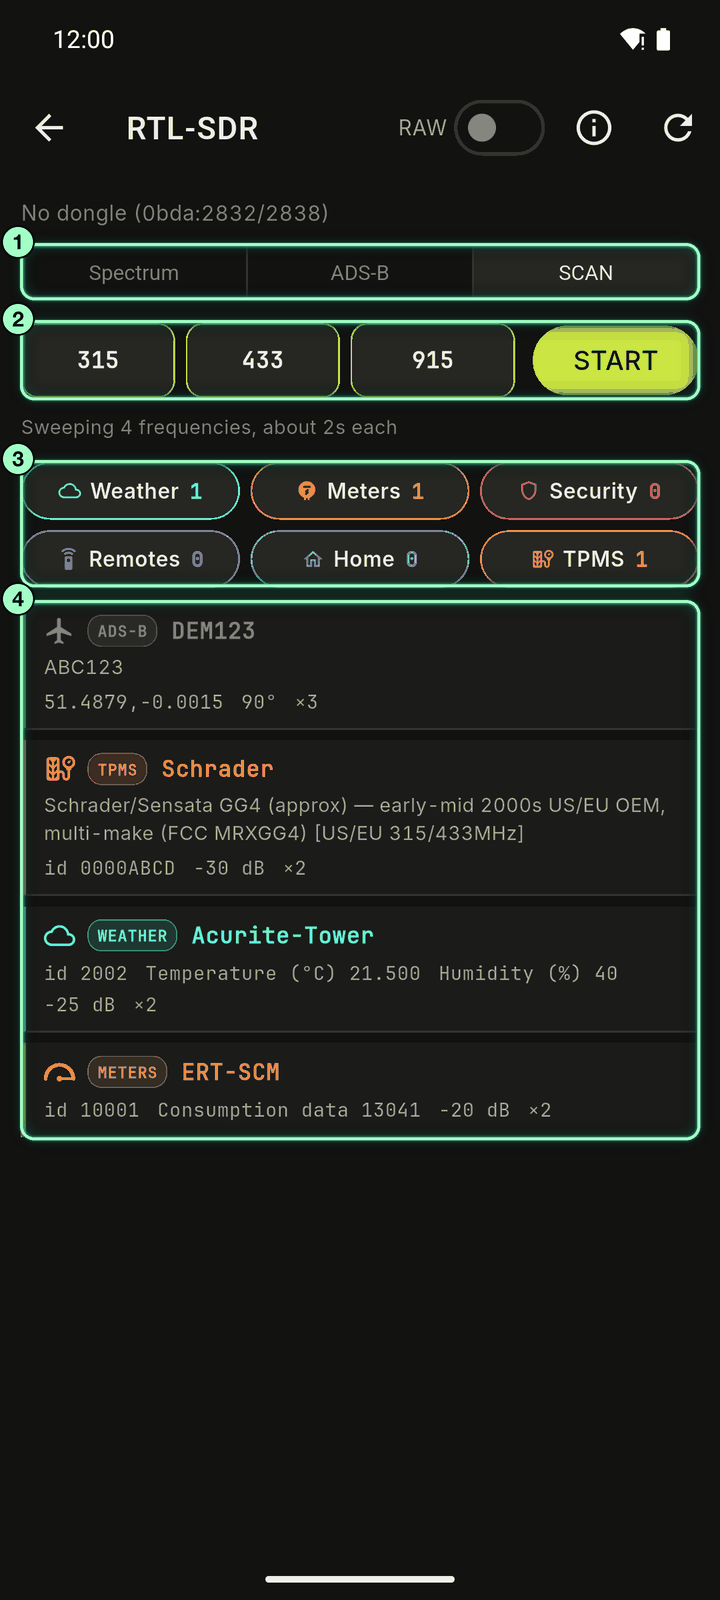 12:00
RTL-SDR
RAW
No dongle (0bda:2832/2838)
1
Spectrum ADS-B SCAN
2
315 433 915 START
Sweeping 4 frequencies, about 2s each
3
Weather 1 Meters 1 Security 0
Remotes 0 Home 0 TPMS 1
4
ADS-B DEM123
ABC123
51.4879,-0.0015 90° ×3
TPMS Schrader
Schrader/Sensata GG4 (approx) — early-mid 2000s US/EU OEM,
multi-make (FCC MRXGG4) [US/EU 315/433MHz]
id 0000ABCD -30 dB ×2
WEATHER Acurite-Tower
id 2002 Temperature (°C) 21.500 Humidity (%) 40
-25 dB ×2
METERS ERT-SCM
id 10001 Consumption data 13041 -20 dB ×2